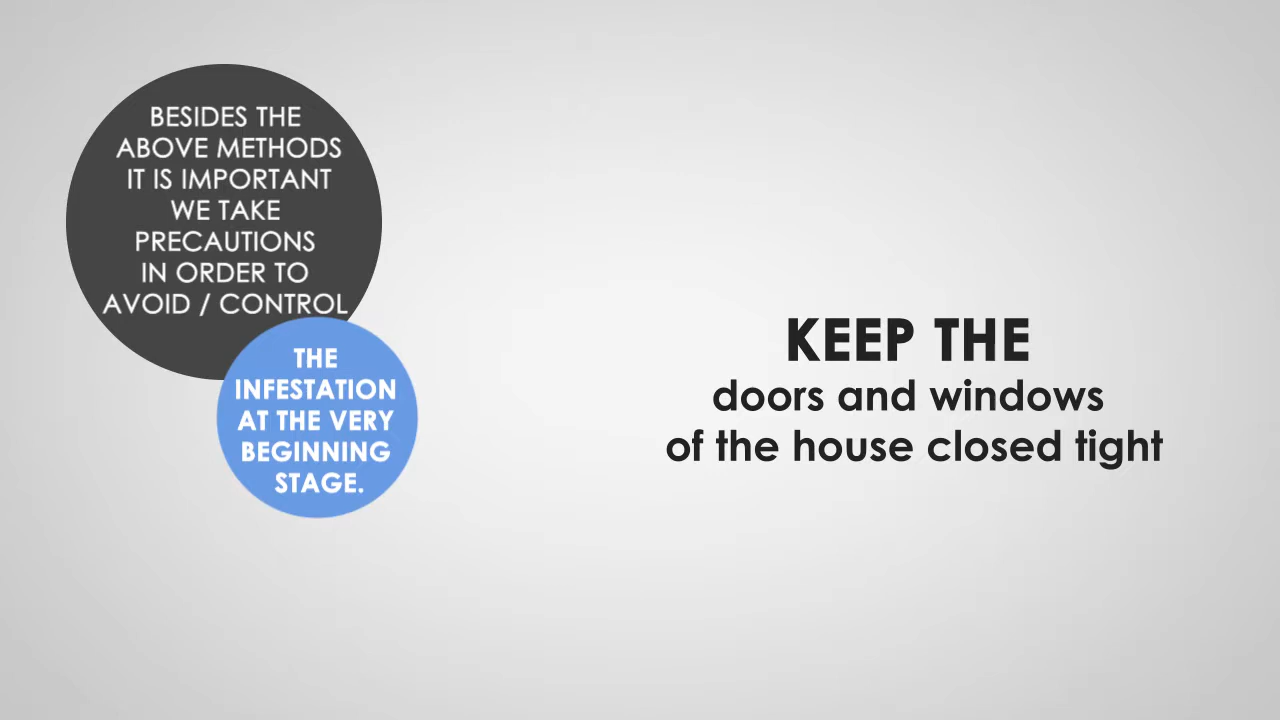 BESIDES THE
ABOVE METHODS
IT IS IMPORTANT
WE TAKE
PRECAUTIONS
IN ORDER TO
AVOID / CONTROL
THE
INFESTATION
AT THE VERY
BEGINNING
STAGE.
KEEP THE
doors and windows
of the house closed tight